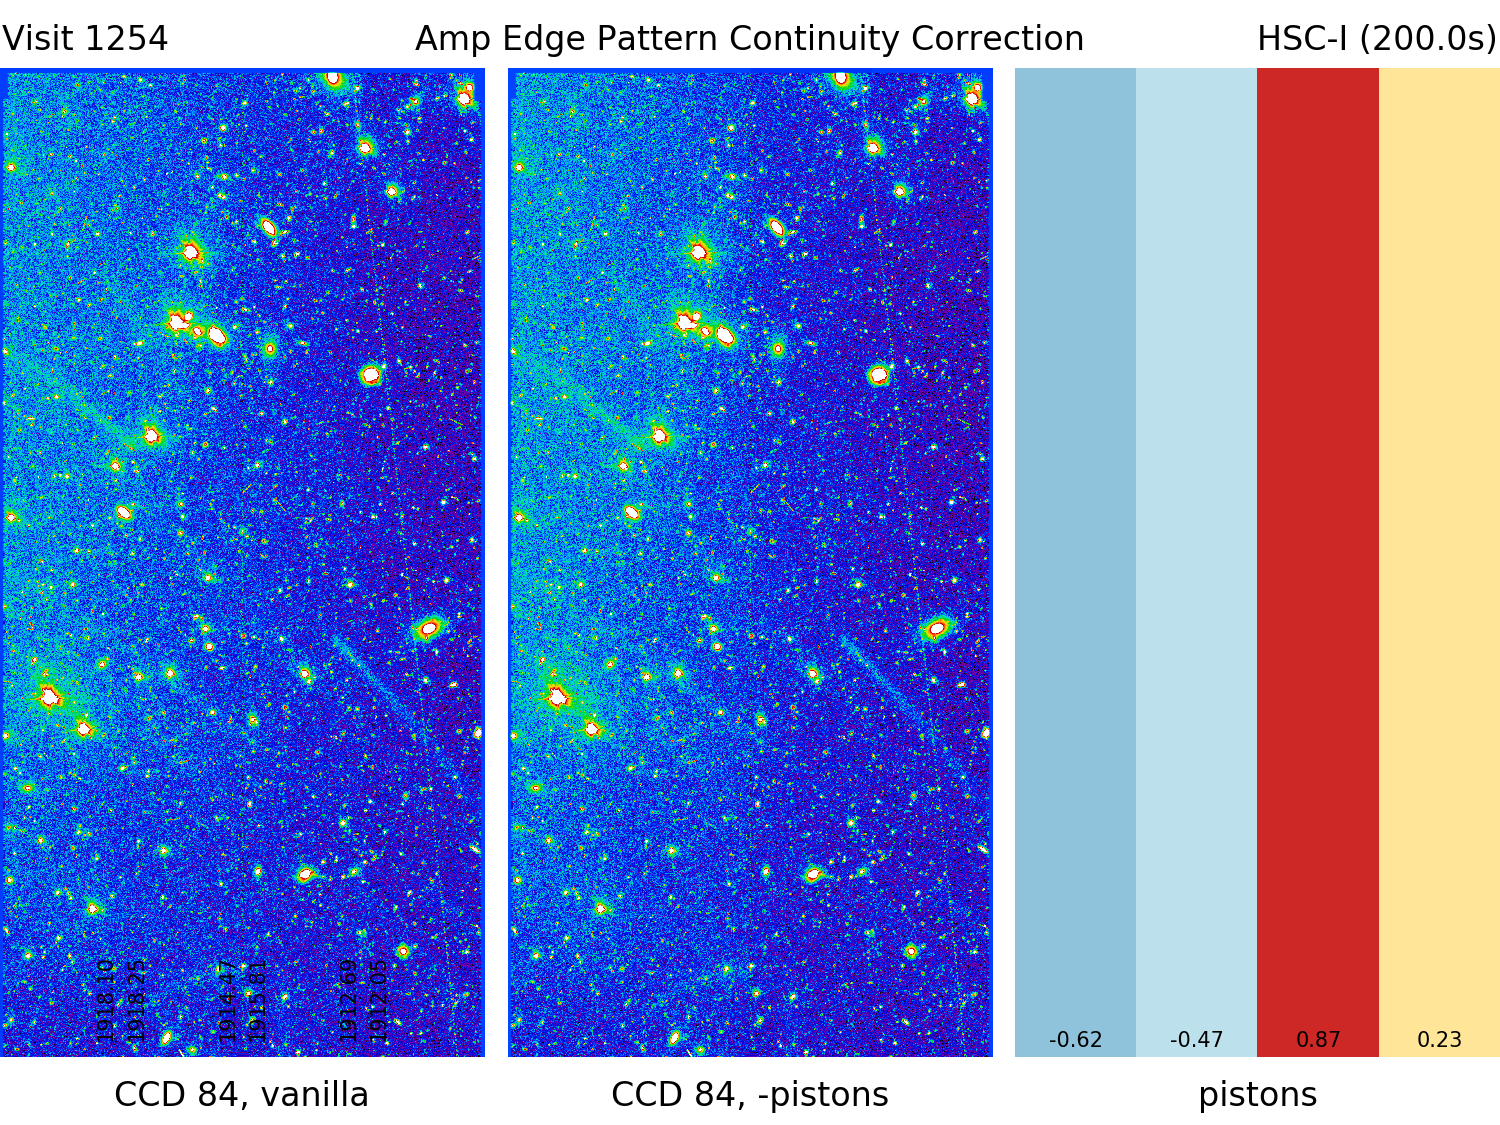 Visit 1254
Amp Edge Pattern Continuity Correction
HSC-I (200.0s)
1918.10
1918.25
1914.47
1915.81
1912.69
1912.05
-0.62
-0.47
0.87
0.23
CCD 84, vanilla
CCD 84, -pistons
pistons